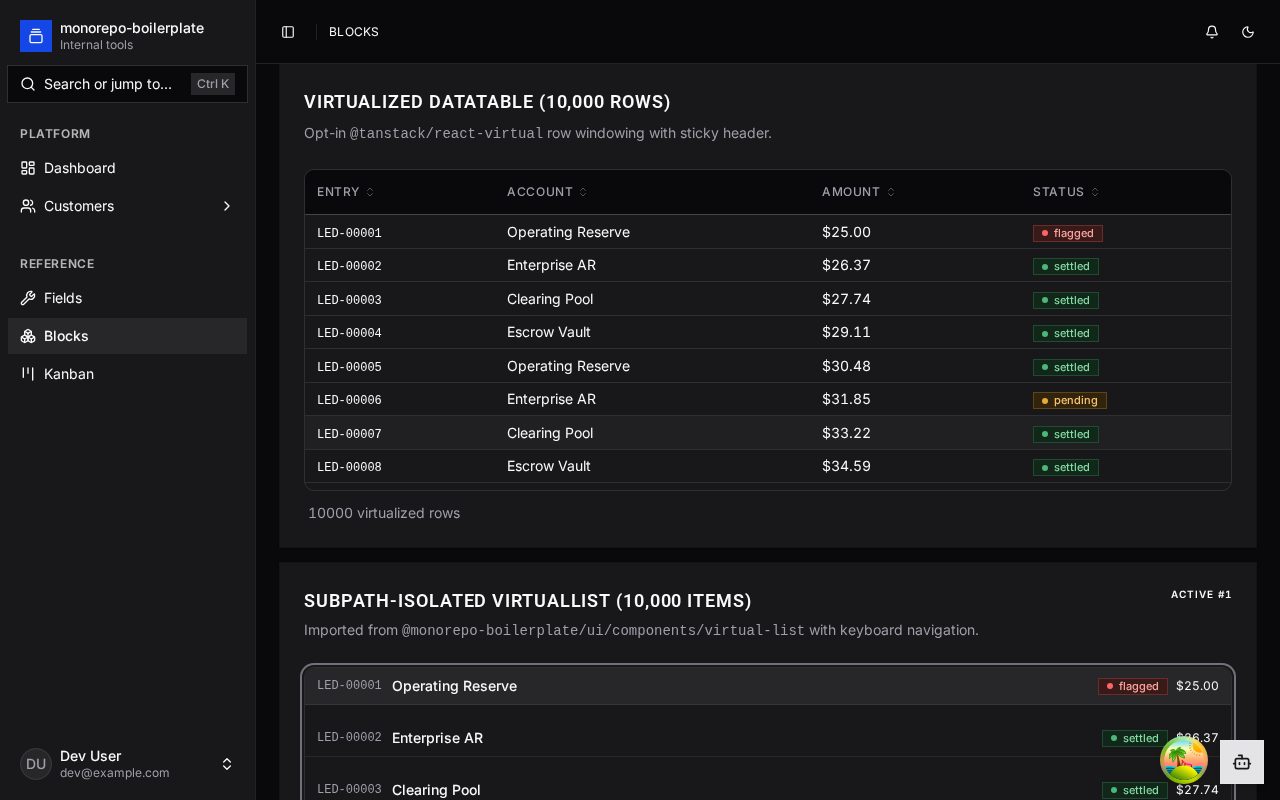 monorepo-boilerplate
Internal tools
Search or jump to... Ctrl K
PLATFORM
Dashboard
Customers
REFERENCE
Fields
Blocks
Kanban
DU
Dev User
dev@example.com
BLOCKS
VIRTUALIZED DATATABLE (10,000 ROWS)
Opt-in @tanstack/react-virtual row windowing with sticky header.
ENTRY ACCOUNT AMOUNT STATUS
LED-00001 Operating Reserve $25.00 flagged
LED-00002 Enterprise AR $26.37 settled
LED-00003 Clearing Pool $27.74 settled
LED-00004 Escrow Vault $29.11 settled
LED-00005 Operating Reserve $30.48 settled
LED-00006 Enterprise AR $31.85 pending
LED-00007 Clearing Pool $33.22 settled
LED-00008 Escrow Vault $34.59 settled
10000 virtualized rows
SUBPATH-ISOLATED VIRTUALLIST (10,000 ITEMS) ACTIVE #1
Imported from @monorepo-boilerplate/ui/components/virtual-list with keyboard navigation.
LED-00001 Operating Reserve flagged $25.00
LED-00002 Enterprise AR settled $26.37
LED-00003 Clearing Pool settled $27.74